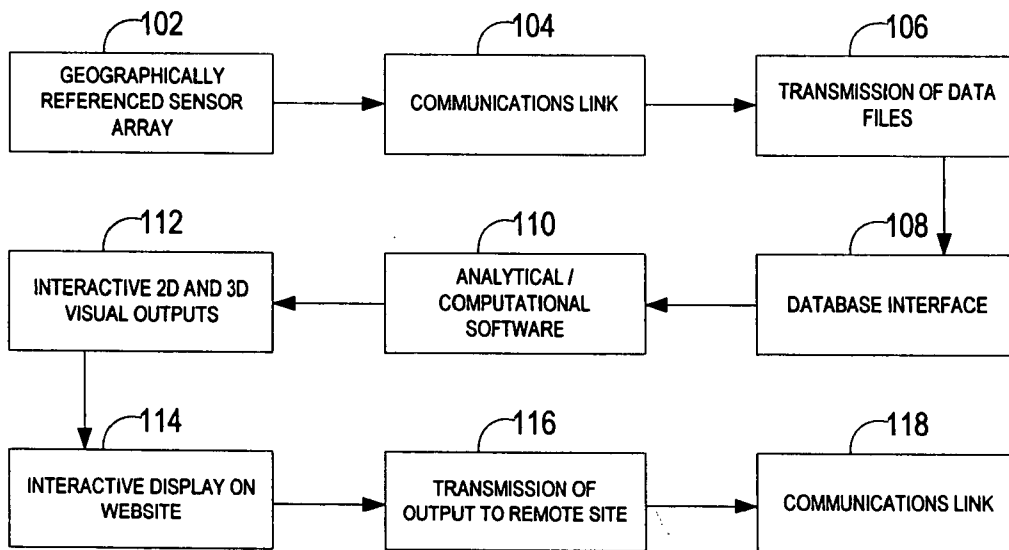 102
GEOGRAPHICALLY
REFERENCED SENSOR
ARRAY
104
COMMUNICATIONS LINK
106
TRANSMISSION OF DATA
FILES
108
DATABASE INTERFACE
110
ANALYTICAL /
COMPUTATIONAL
SOFTWARE
112
INTERACTIVE 2D AND 3D
VISUAL OUTPUTS
114
INTERACTIVE DISPLAY ON
WEBSITE
116
TRANSMISSION OF
OUTPUT TO REMOTE SITE
118
COMMUNICATIONS LINK